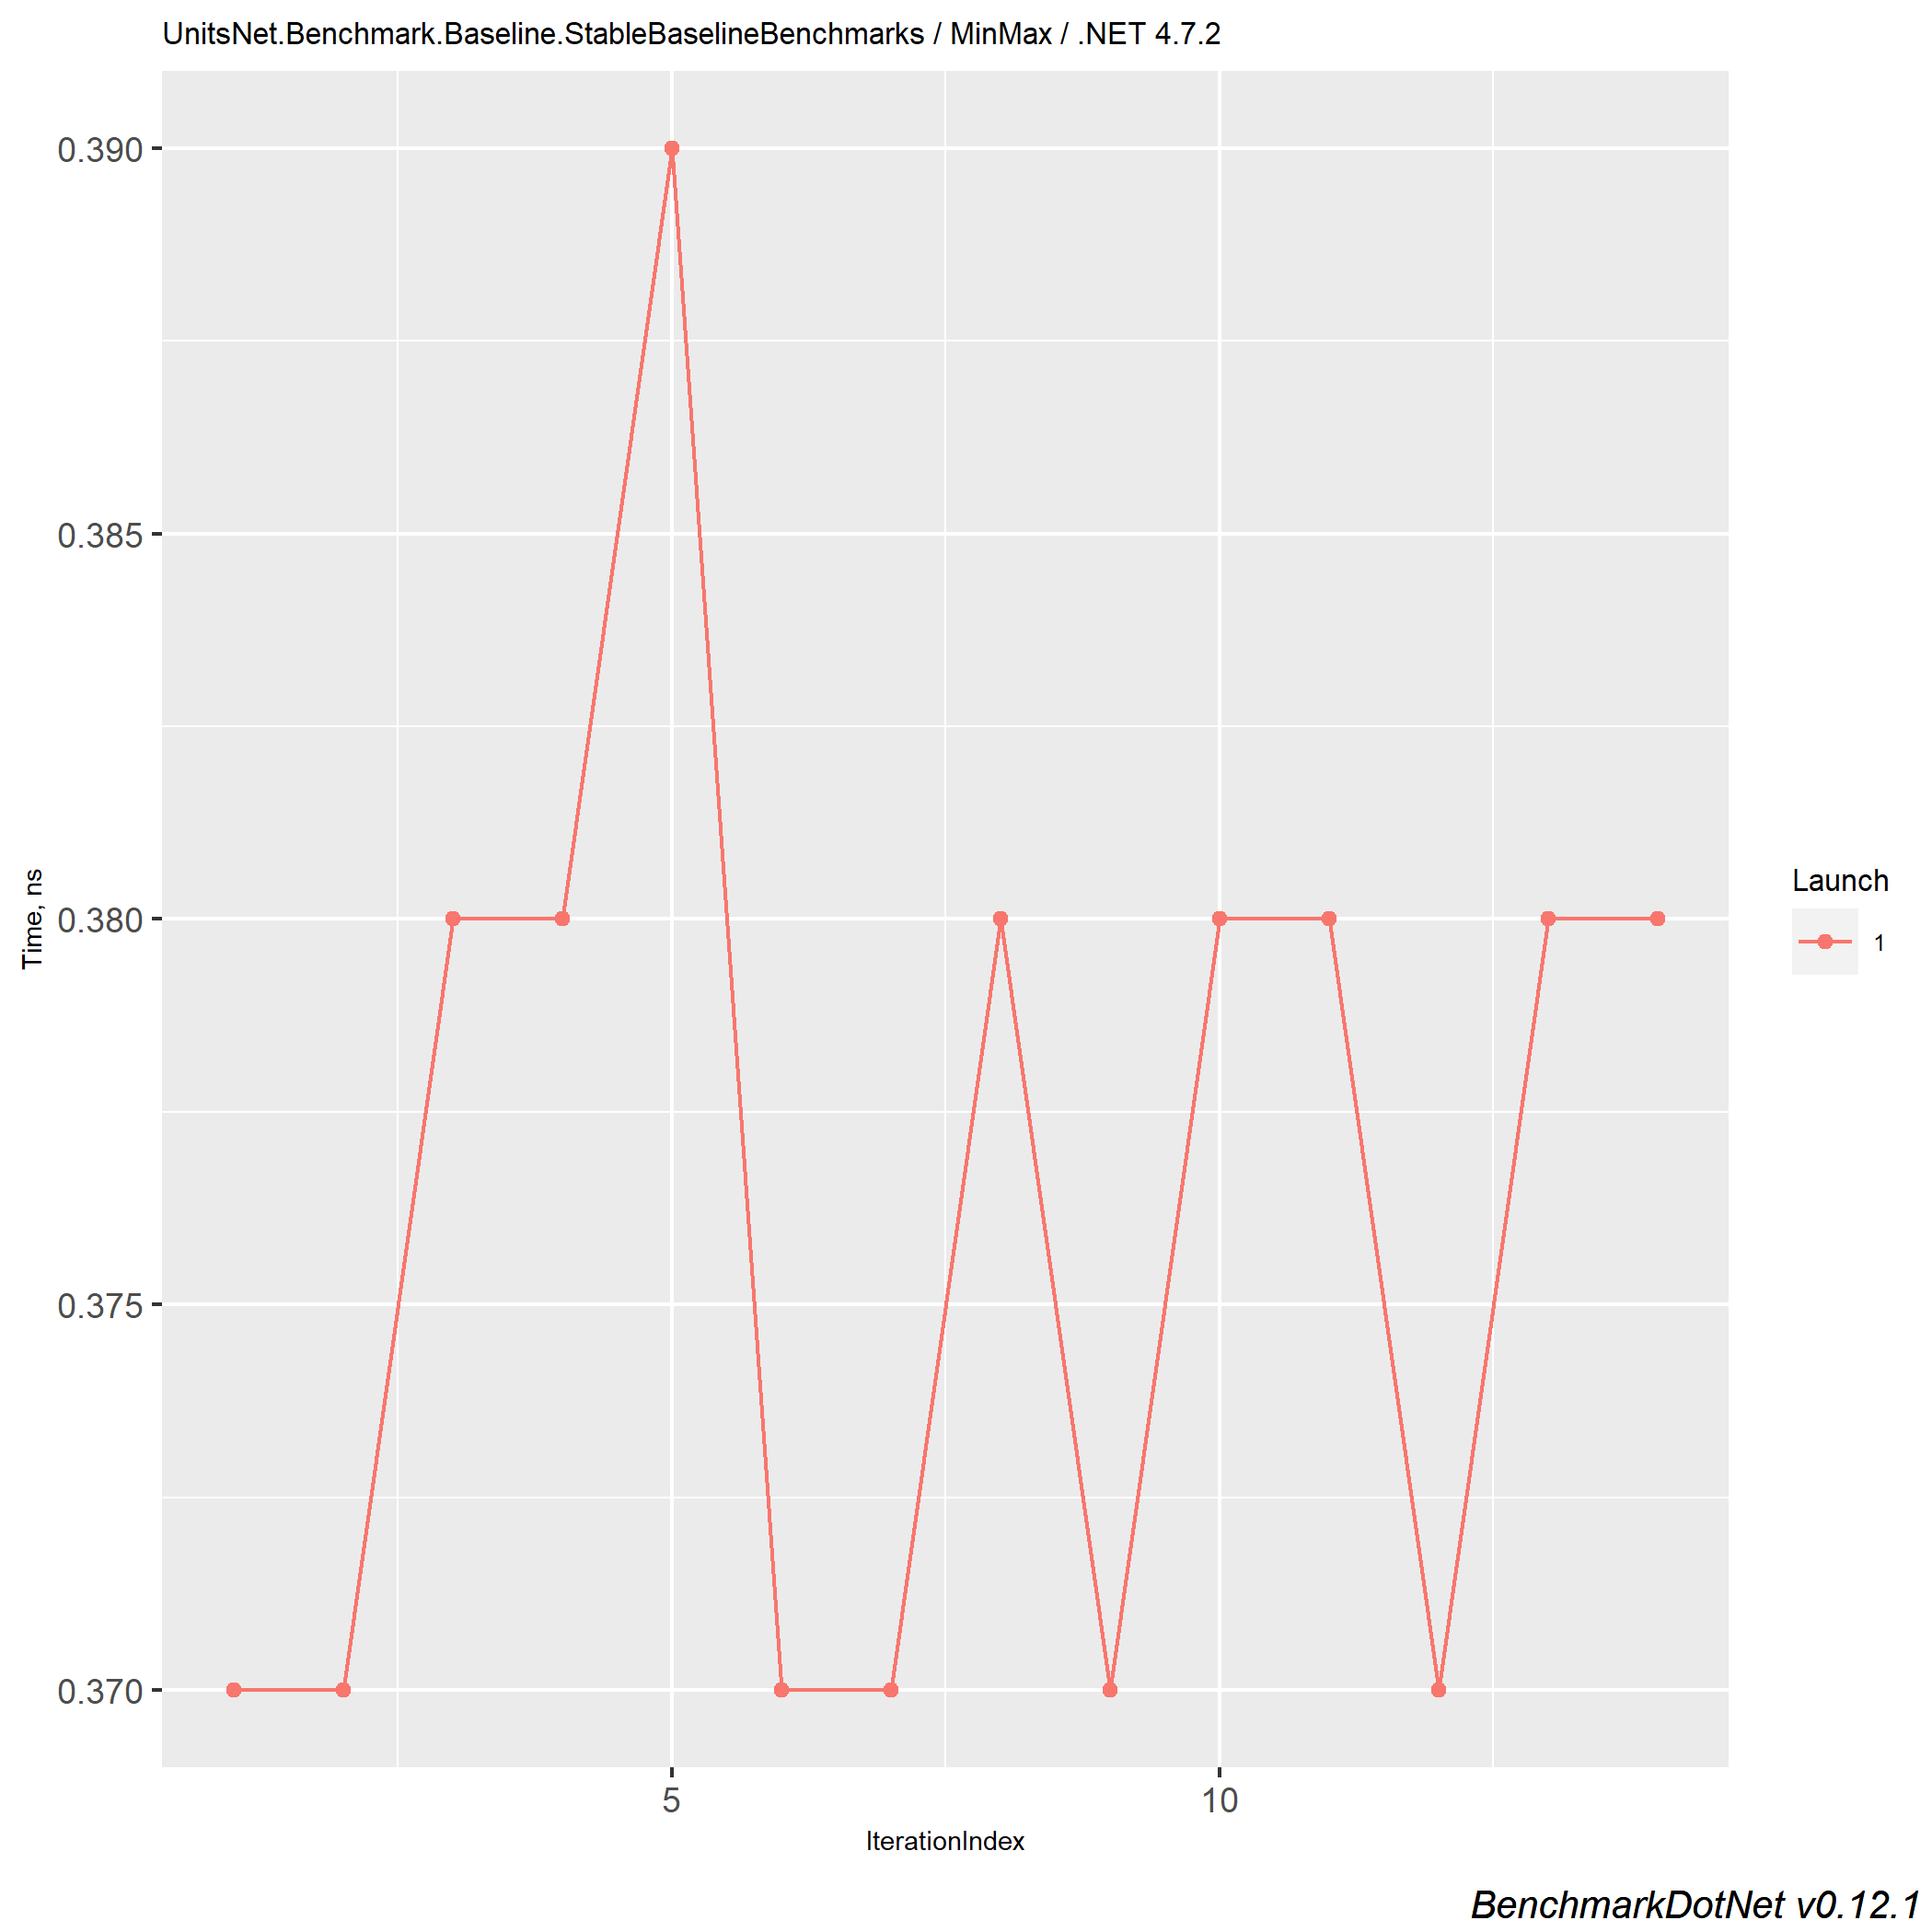 UnitsNet.Benchmark.Baseline.StableBaselineBenchmarks / MinMax / .NET 4.7.2
0.390
0.385
0.380
0.375
0.370
Time, ns
5
10
IterationIndex
Launch
1
BenchmarkDotNet v0.12.1